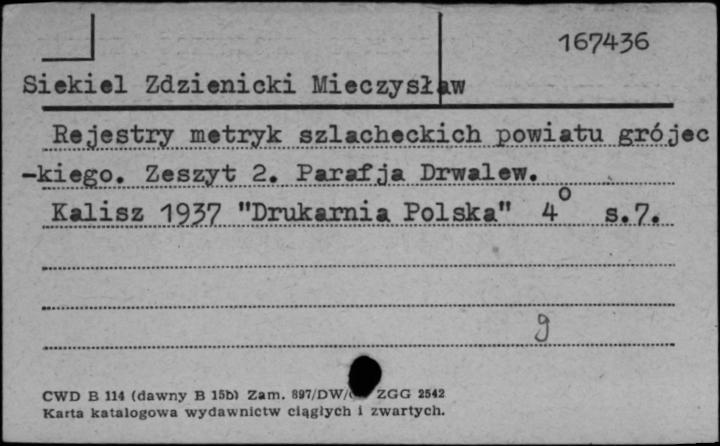 167436
Siekiel Zdzienicki Mieczysław
Rejestry metryk szlacheckich powiatu grójec
-kiego. Zeszyt 2. Parafja Drwalew.
Kalisz 1937 "Drukarnia Polska" 4° s.7.
g
CWD B 114 (dawny B 15b) Zam. 897/DW/ ZGG 2542
Karta katalogowa wydawnictw ciągłych i zwartych.